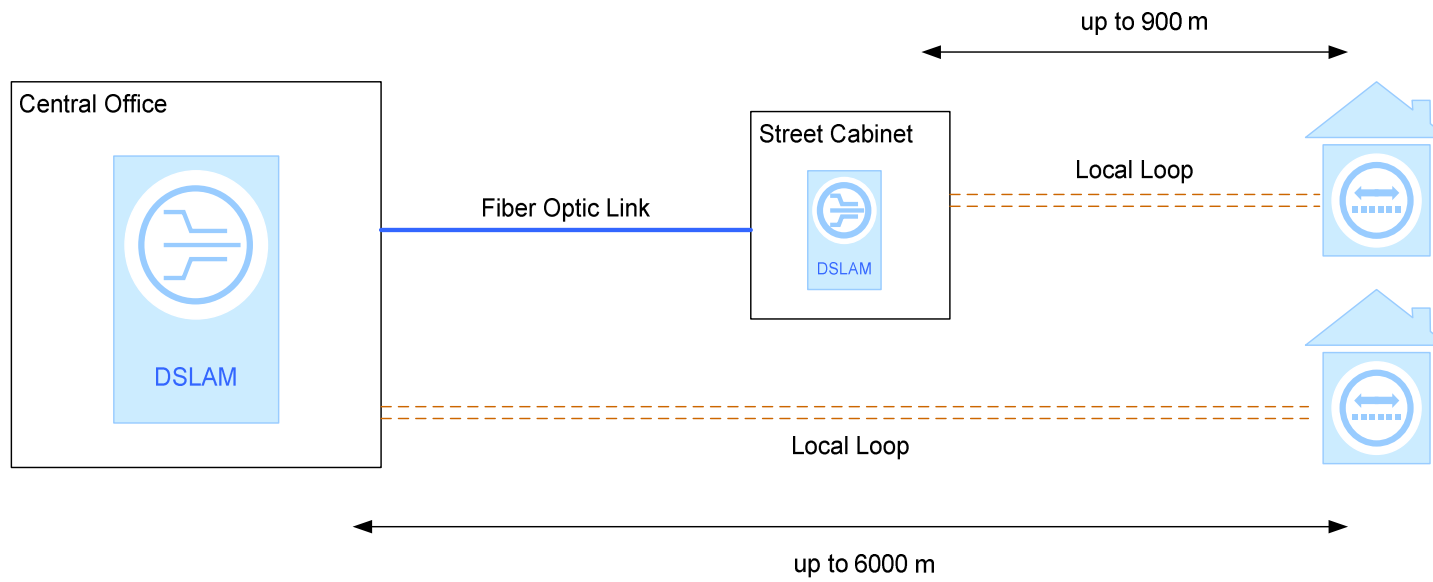 up to 900 m
Central Office
Street Cabinet
Local Loop
Fiber Optic Link
DSLAM
DSLAM
Local Loop
up to 6000 m